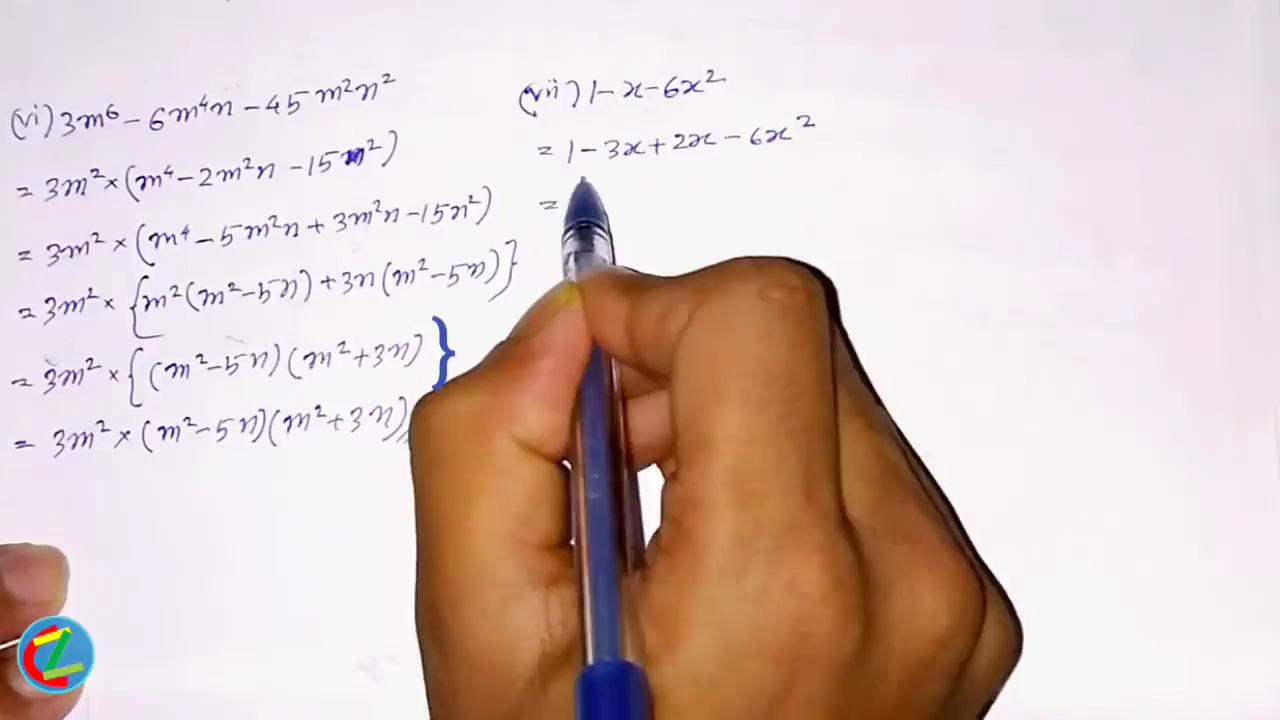 (vi) 3m⁶ - 6m⁴n - 45m²n²
= 3m² × (m⁴ - 2m²n - 15n²)
= 3m² × (m⁴ - 5m²n + 3m²n - 15n²)
= 3m² × {m²(m² - 5n) + 3n(m² - 5n)}
= 3m² × {(m² - 5n)(m² + 3n)}
= 3m² × (m² - 5n)(m² + 3n)
(vii) 1 - x - 6x²
= 1 - 3x + 2x - 6x²
=